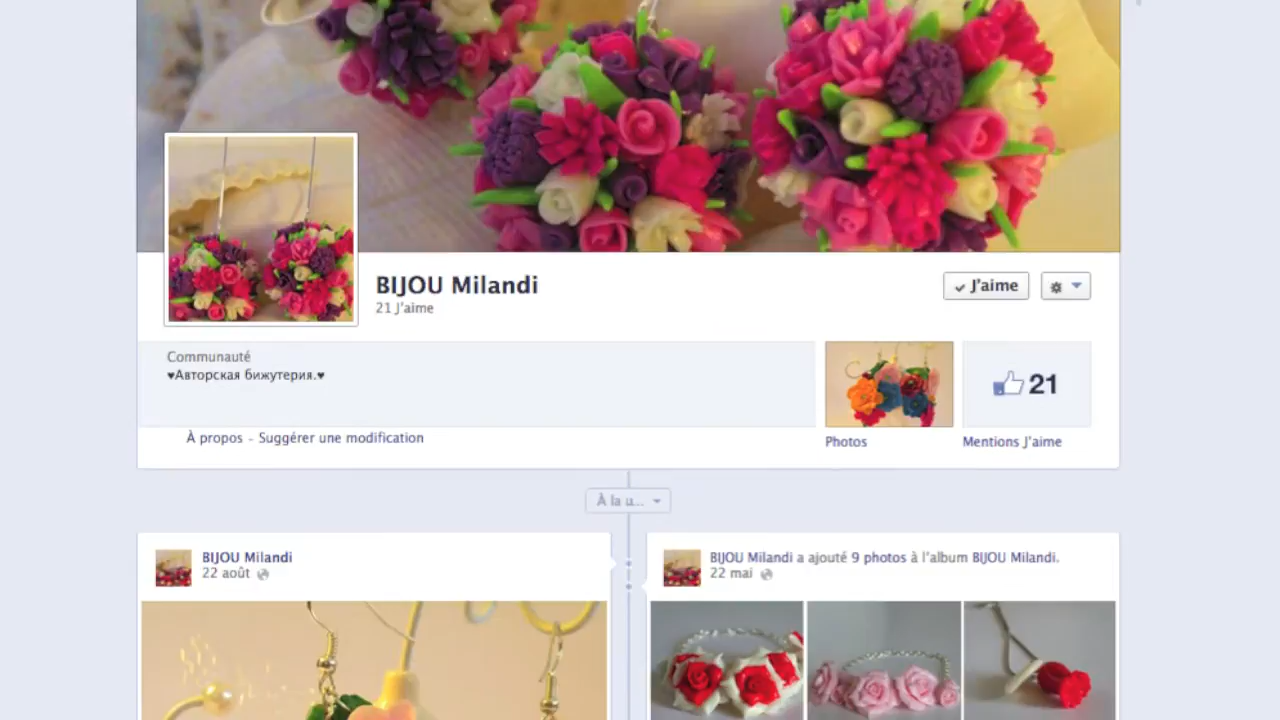 BIJOU Milandi
21 J'aime
J'aime
Communauté
♥Авторская бижутерия.♥
21
À propos – Suggérer une modification
Photos
Mentions J'aime
À la u...
BIJOU Milandi
22 août
BIJOU Milandi a ajouté 9 photos à l'album BIJOU Milandi.
22 mai